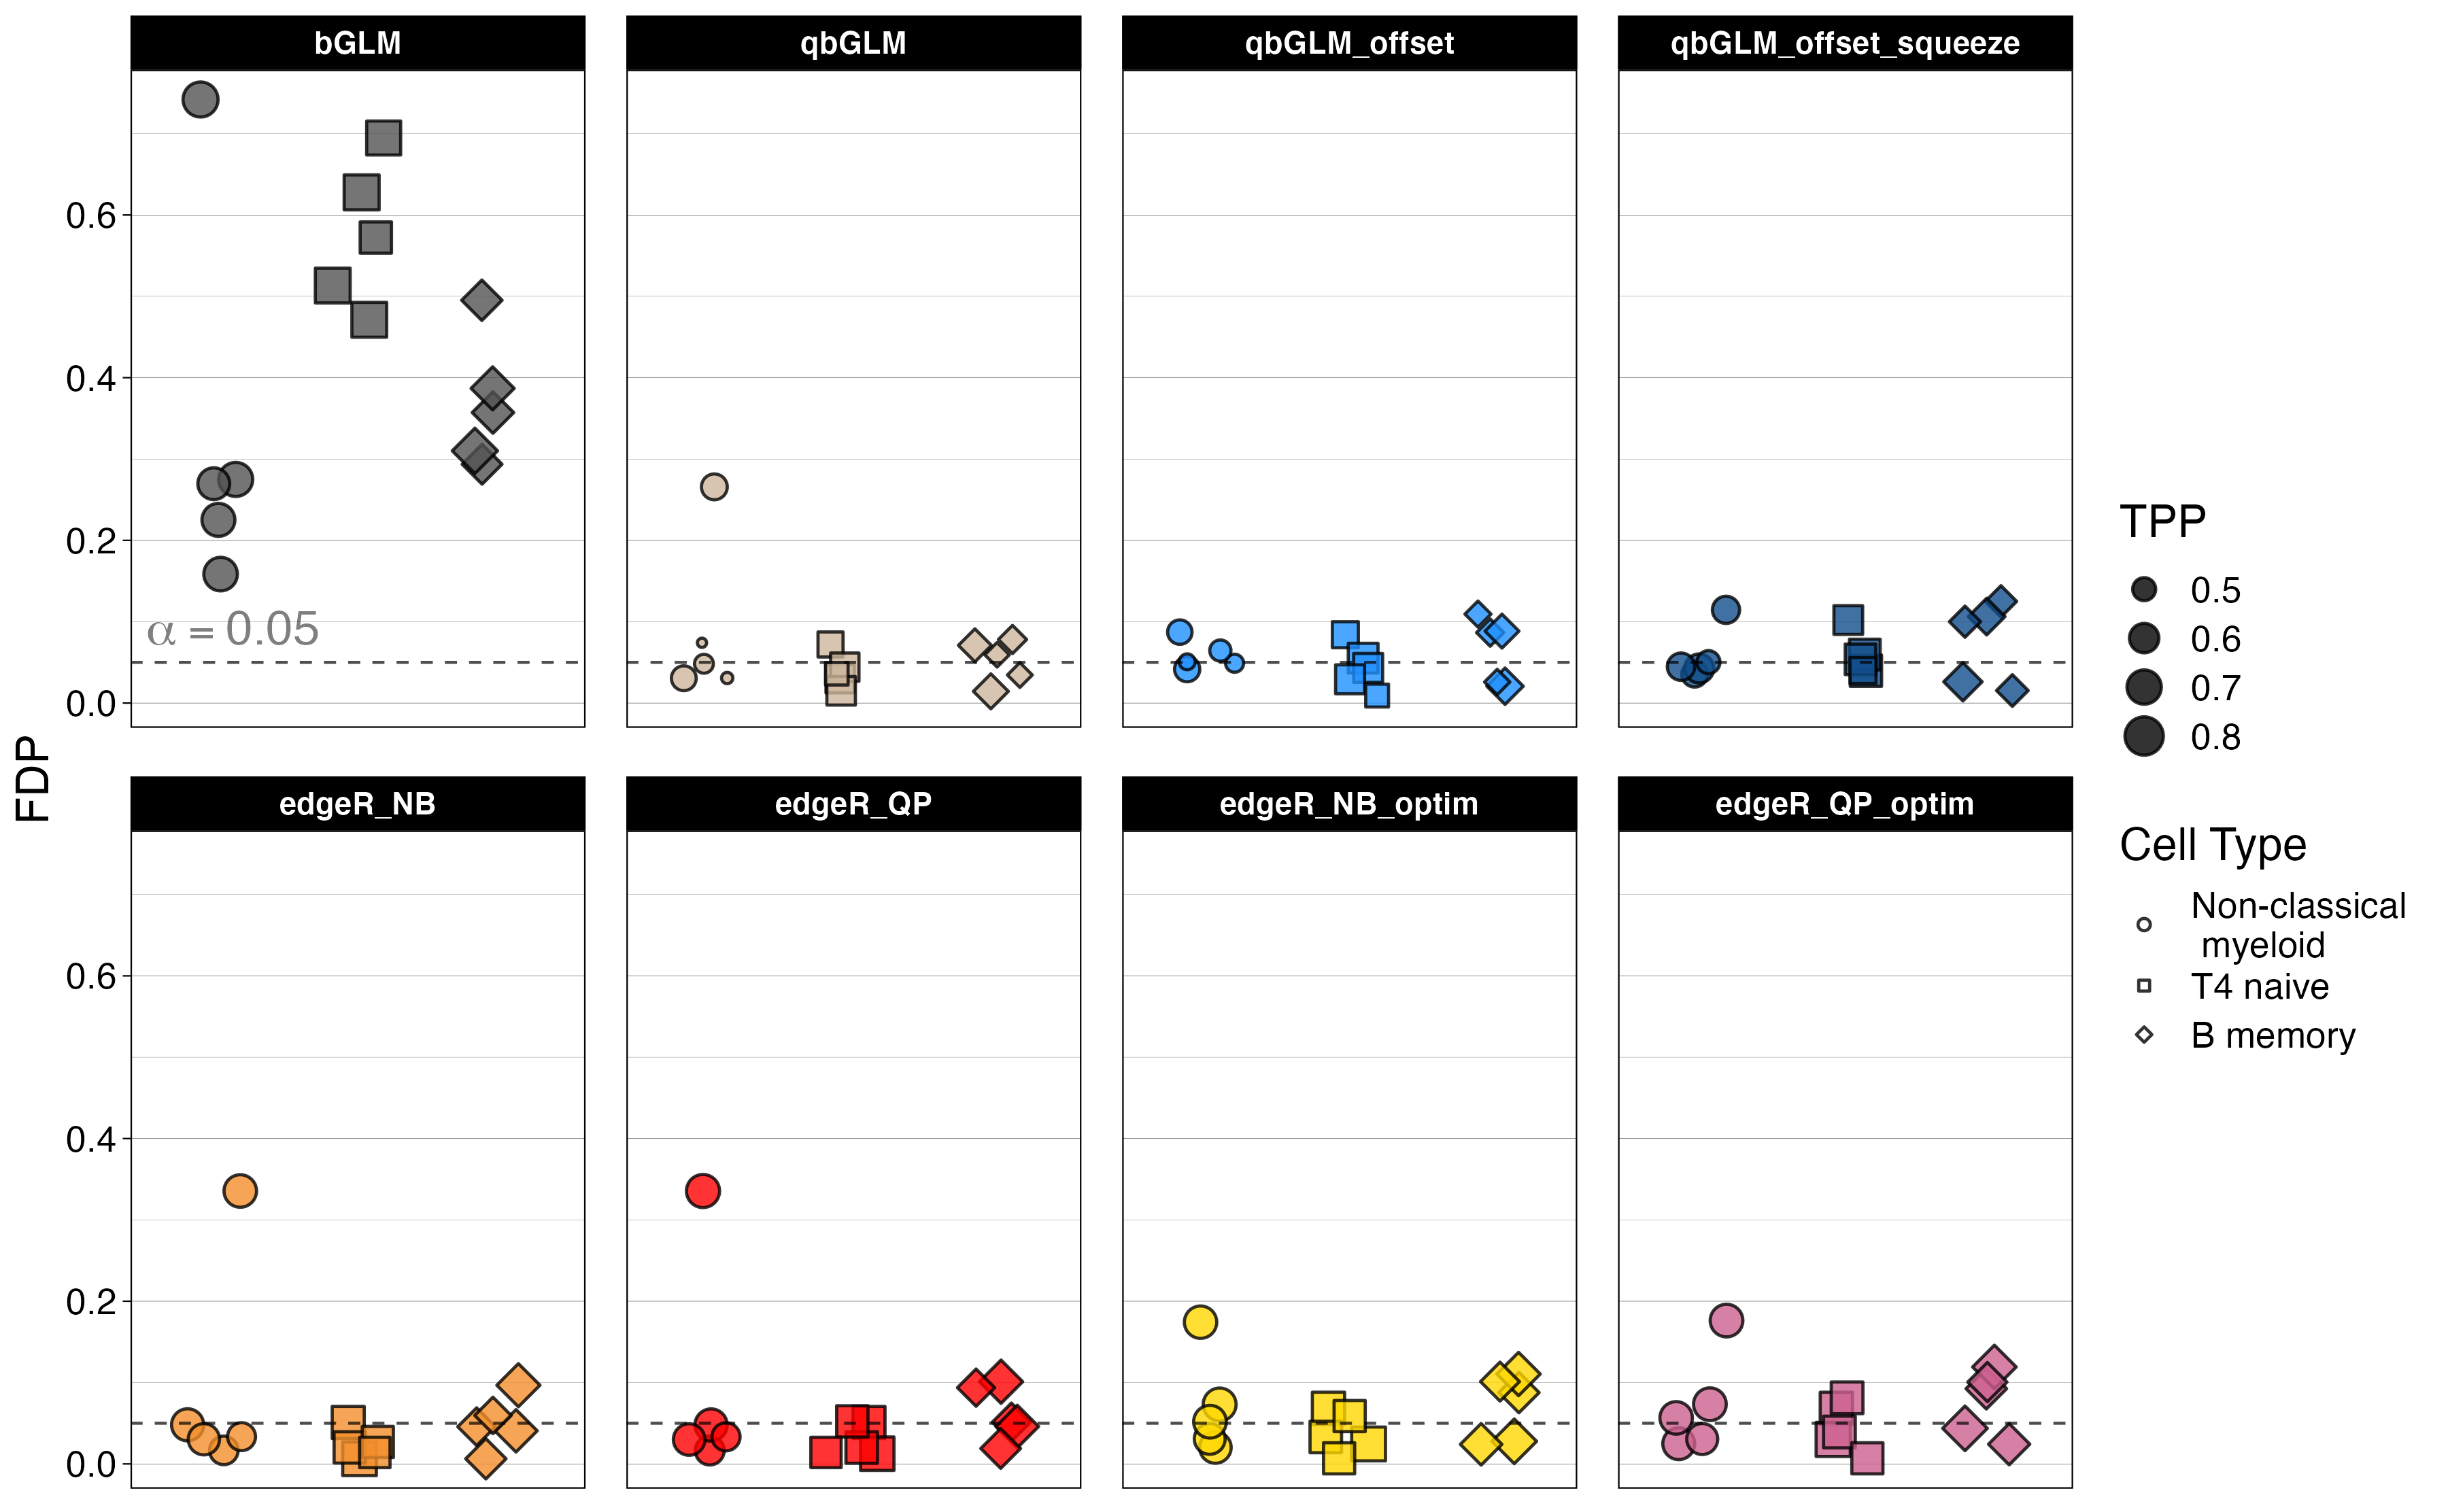 bGLM
qbGLM
qbGLM_offset
qbGLM_offset_squeeze
0.6
0.4
0.2
0.0
α = 0.05
FDP
edgeR_NB
edgeR_QP
edgeR_NB_optim
edgeR_QP_optim
0.6
0.4
0.2
0.0
TPP
0.5
0.6
0.7
0.8
Cell Type
Non-classical
myeloid
T4 naive
B memory